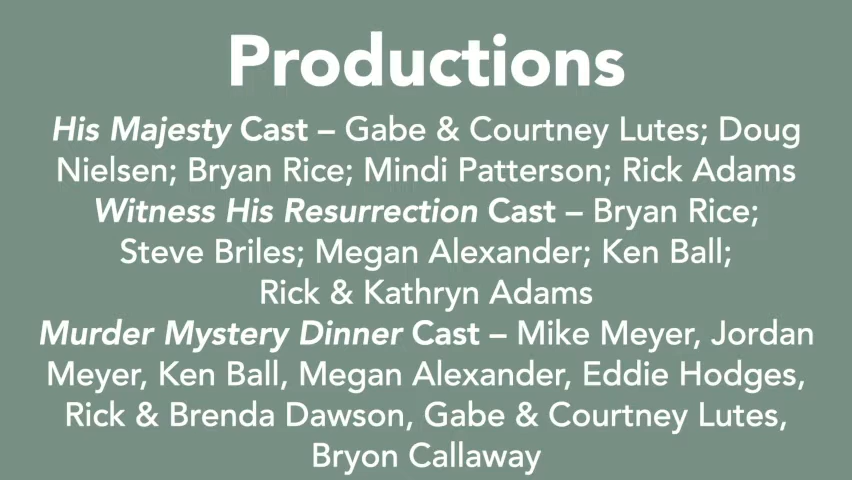 Productions
His Majesty Cast – Gabe & Courtney Lutes; Doug
Nielsen; Bryan Rice; Mindi Patterson; Rick Adams
Witness His Resurrection Cast – Bryan Rice;
Steve Briles; Megan Alexander; Ken Ball;
Rick & Kathryn Adams
Murder Mystery Dinner Cast – Mike Meyer, Jordan
Meyer, Ken Ball, Megan Alexander, Eddie Hodges,
Rick & Brenda Dawson, Gabe & Courtney Lutes,
Bryon Callaway